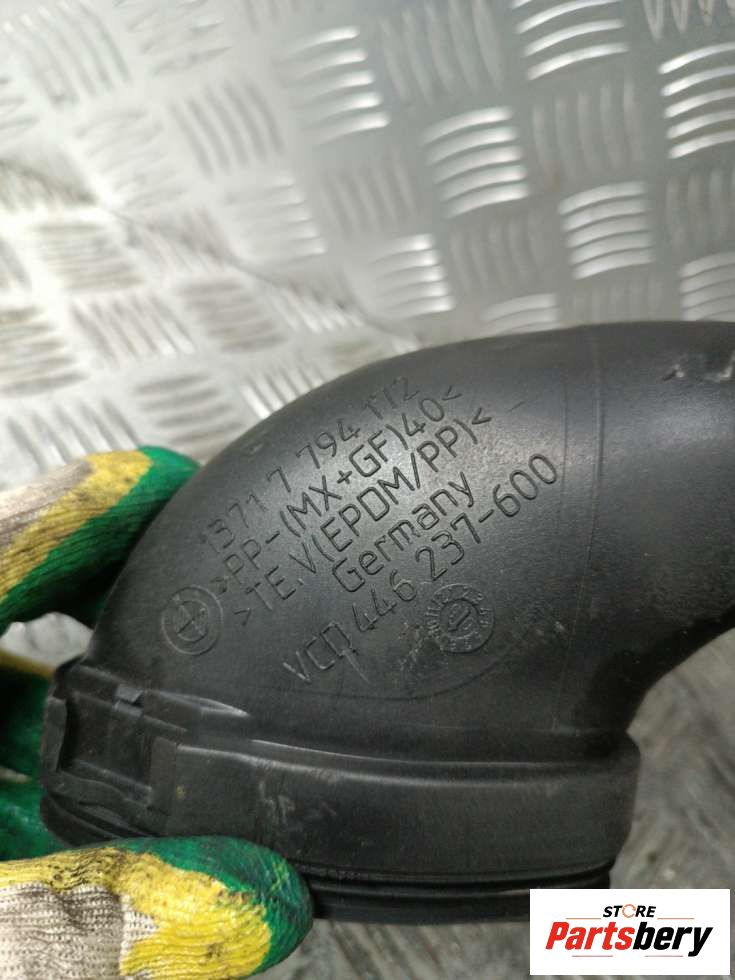 1371 7 794 112
>PP-(MX+GF)40<
>TE.V(EPDM/PP)<
Germany
VCD 446 237-600
STORE
Partsbery